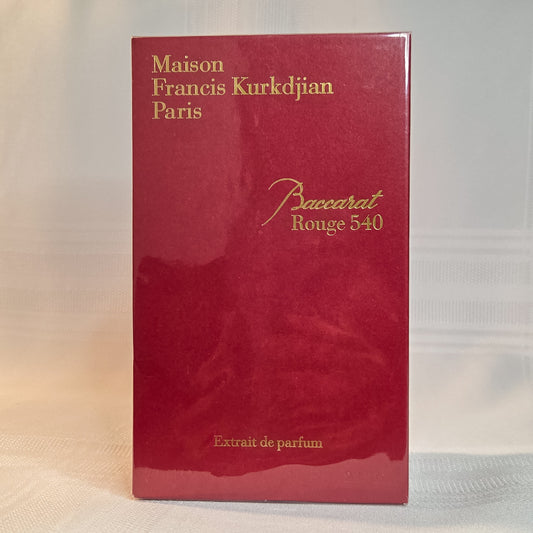 Maison
Francis Kurkdjian
Paris
Baccarat
Rouge 540
Extrait de parfum